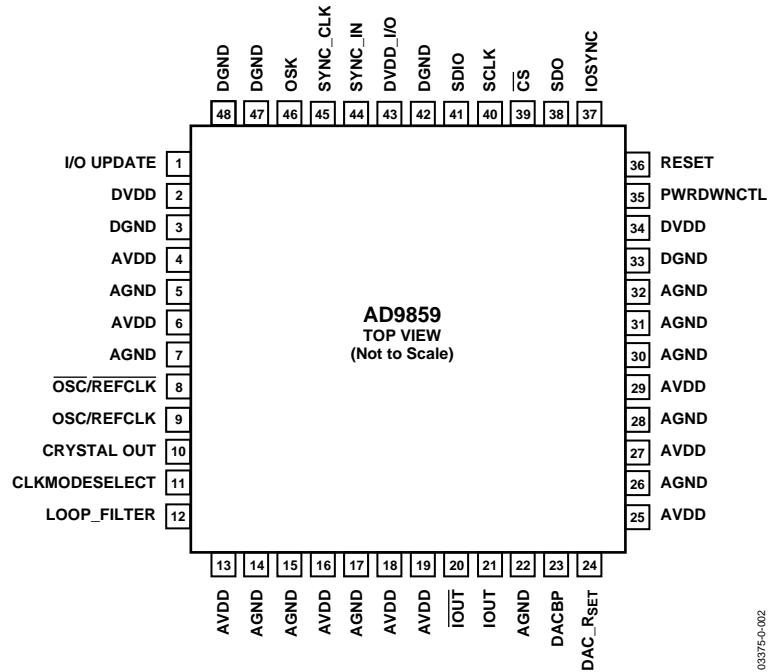 DGND
DGND
OSK
SYNC_CLK
SYNC_IN
DVDD_I/O
DGND
SDIO
SCLK
CS
SDO
IOSYNC
48 47 46 45 44 43 42 41 40 39 38 37
I/O UPDATE 1
DVDD 2
DGND 3
AVDD 4
AGND 5
AVDD 6
AGND 7
OSC/REFCLK 8
OSC/REFCLK 9
CRYSTAL OUT 10
CLKMODESELECT 11
LOOP_FILTER 12
AD9859
TOP VIEW
(Not to Scale)
36 RESET
35 PWRDWNCTL
34 DVDD
33 DGND
32 AGND
31 AGND
30 AGND
29 AVDD
28 AGND
27 AVDD
26 AGND
25 AVDD
13 14 15 16 17 18 19 20 21 22 23 24
AVDD
AGND
AGND
AVDD
AGND
AVDD
AVDD
IOUT
IOUT
AGND
DACBP
DAC_RSET
03375-0-002